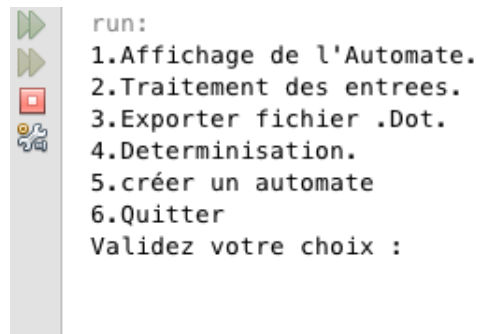 run:
1.Affichage de l'Automate.
2.Traitement des entrees.
3.Exporter fichier .Dot.
4.Determinisation.
5.créer un automate
6.Quitter
Validez votre choix :